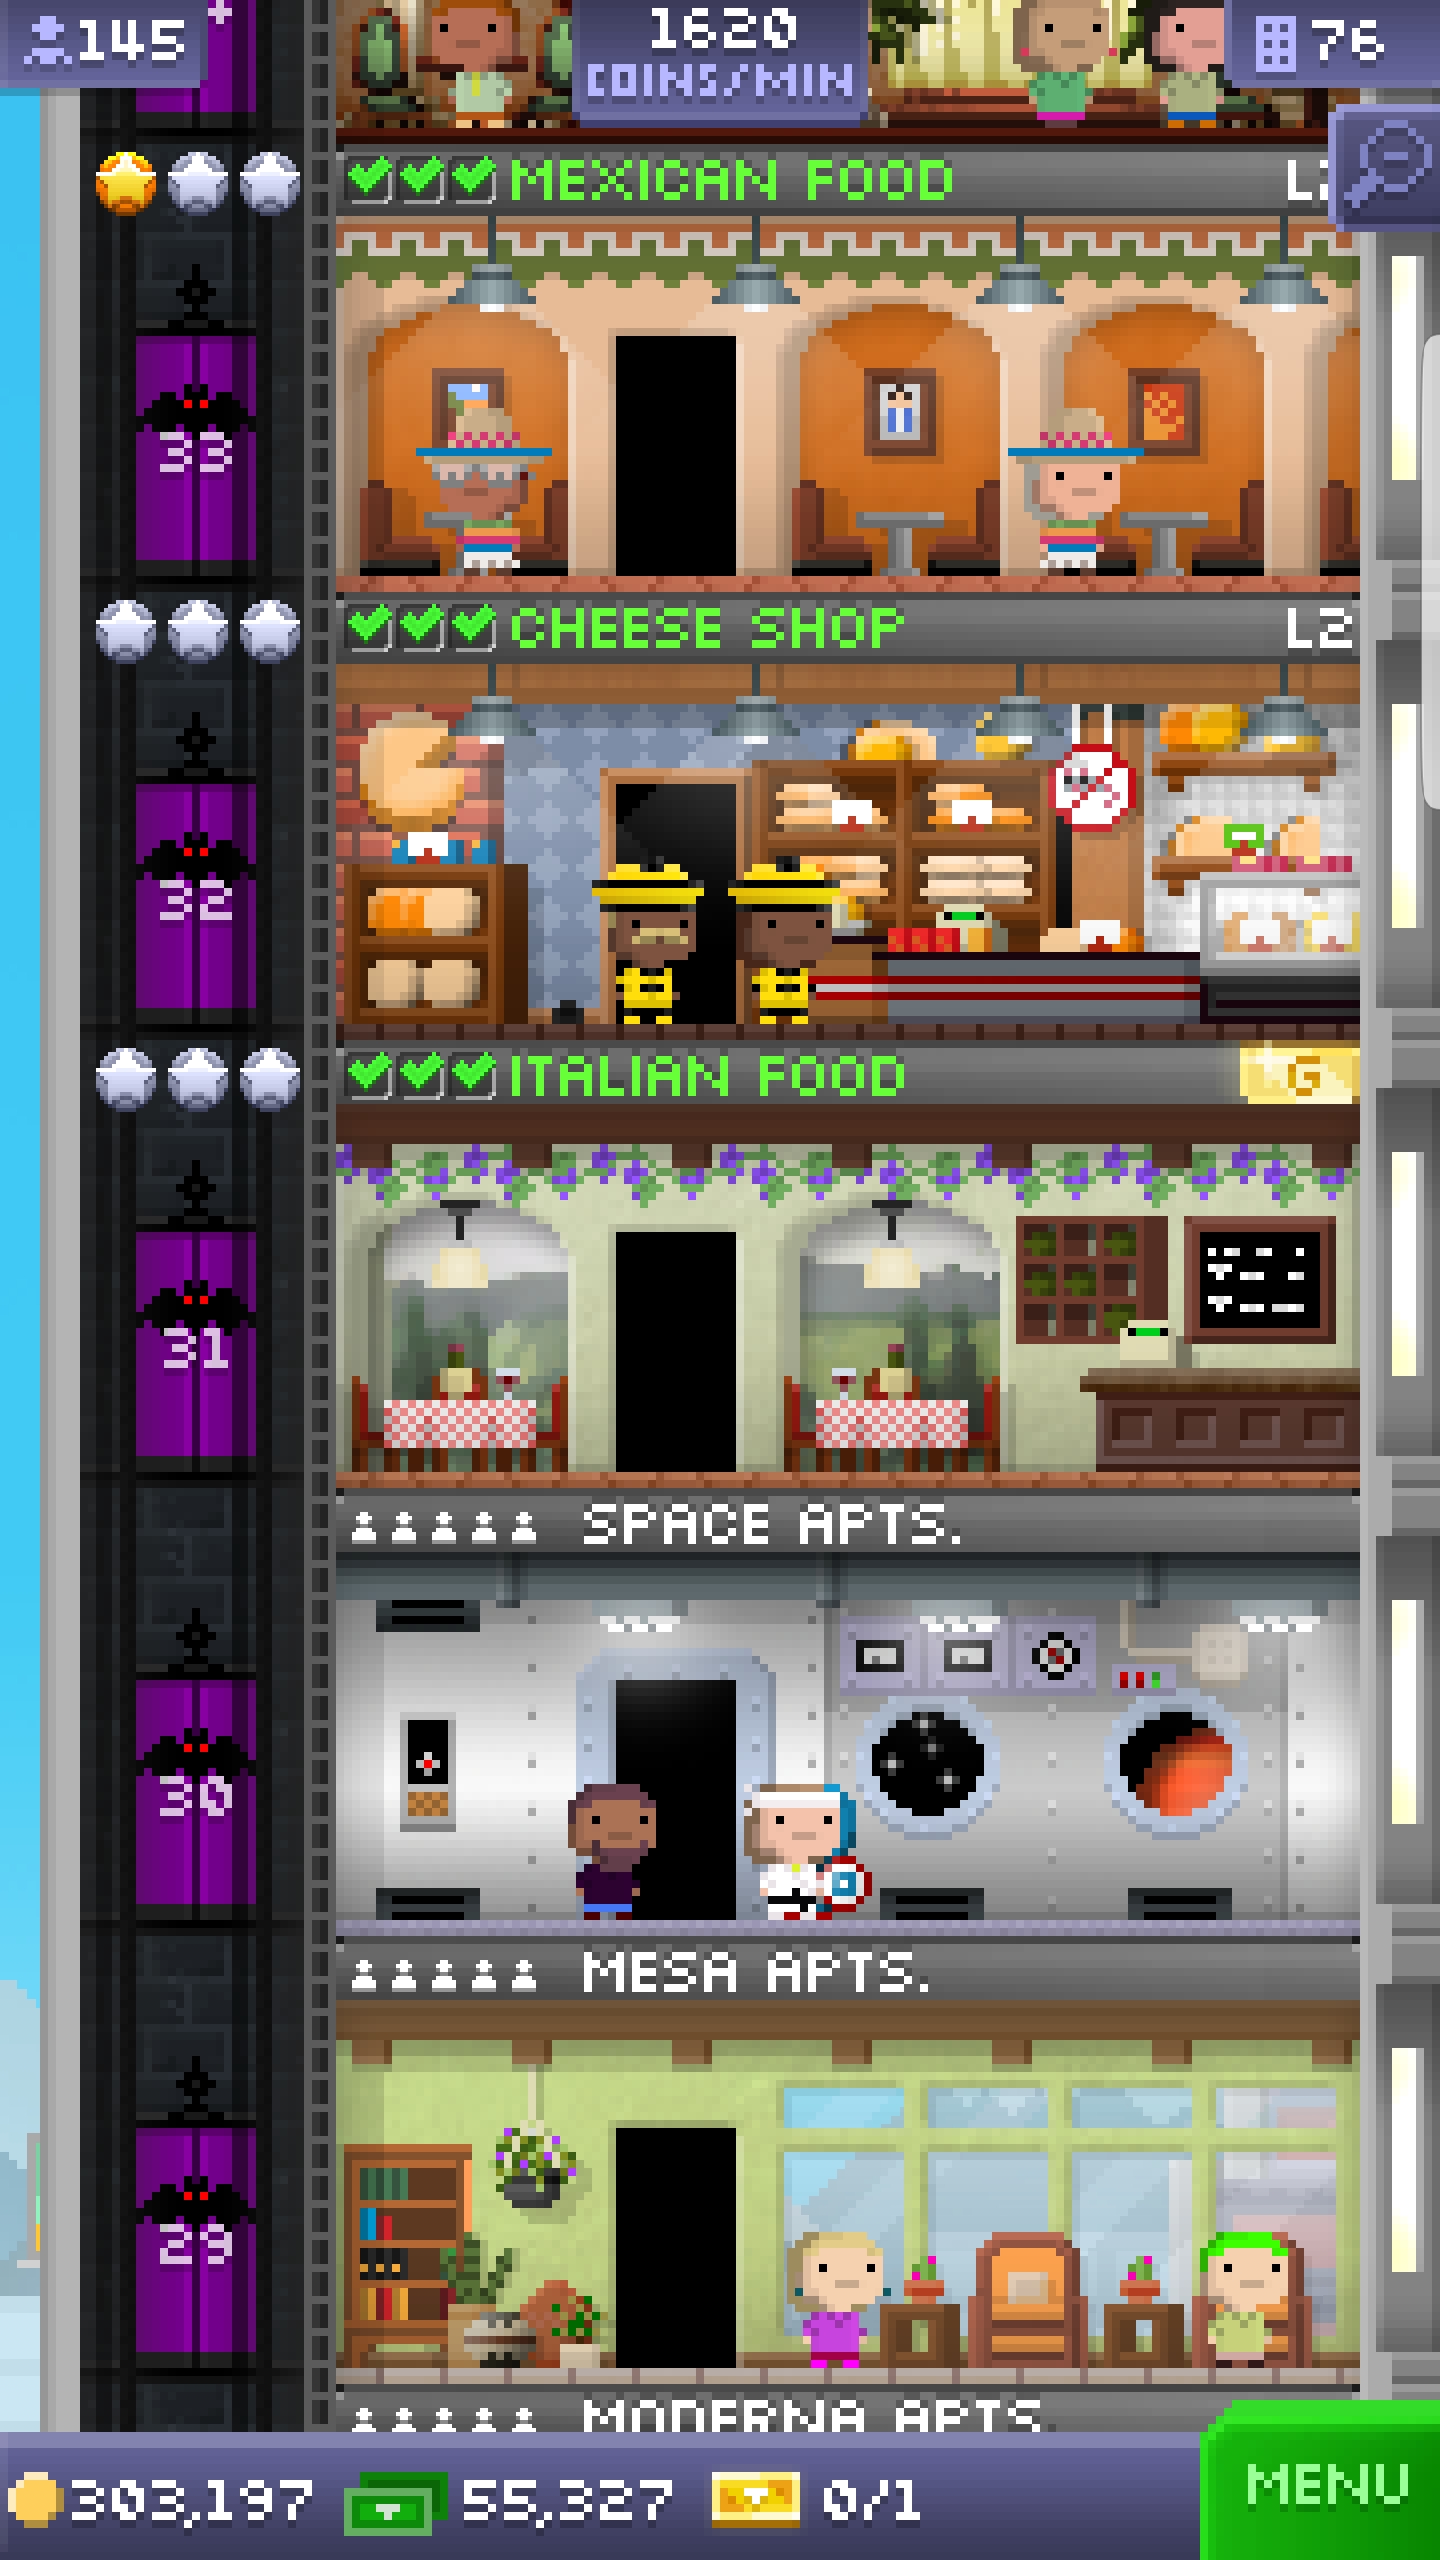 145
1620
COINS/MIN
76
MEXICAN FOOD
33
CHEESE SHOP L2
32
ITALIAN FOOD G
31
SPACE APTS.
30
MESA APTS.
29
MODERNA APTS.
303,197 55,327 0/1
MENU